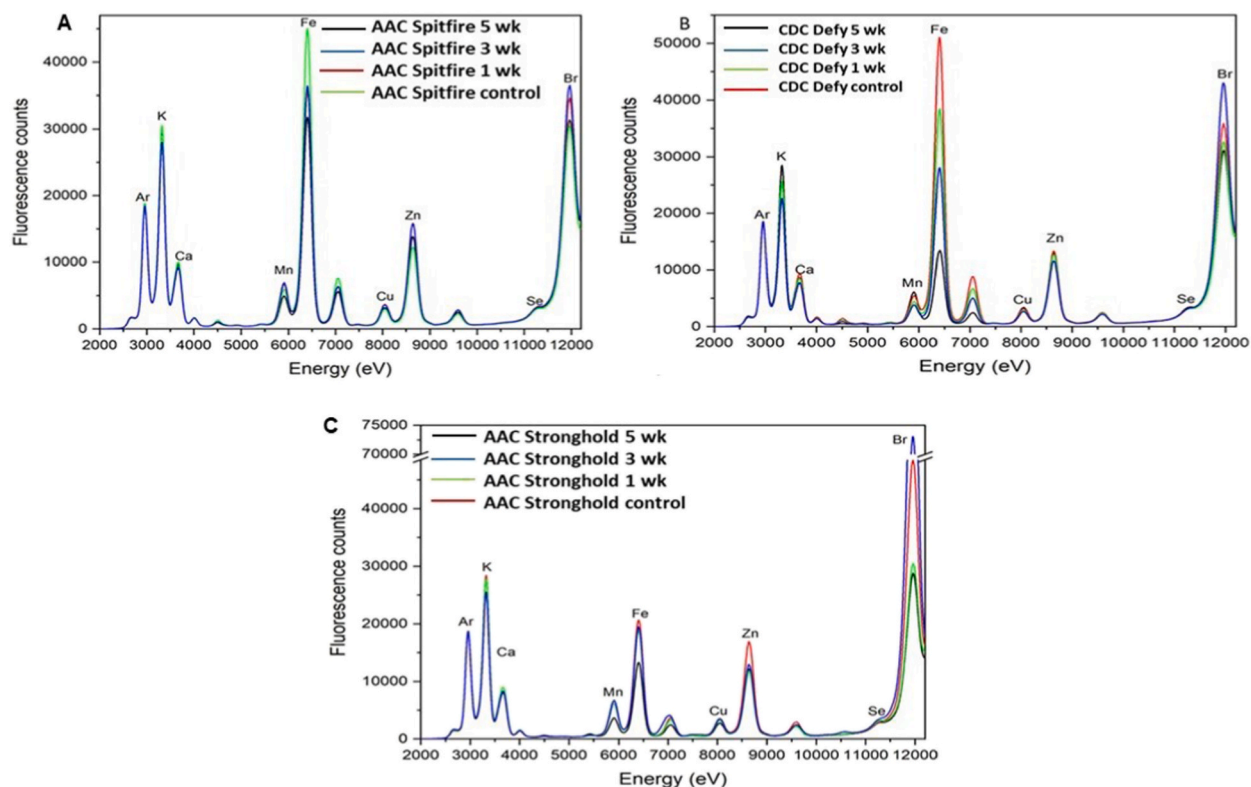 A
AAC Spitfire 5 wk
AAC Spitfire 3 wk
AAC Spitfire 1 wk
AAC Spitfire control
Fluorescence counts
40000
30000
20000
10000
0
Ar
K
Ca
Mn
Fe
Cu
Zn
Se
Br
2000 3000 4000 5000 6000 7000 8000 9000 10000 11000 12000
Energy (eV)
B
CDC Defy 5 wk
CDC Defy 3 wk
CDC Defy 1 wk
CDC Defy control
Fluorescence counts
50000
40000
30000
20000
10000
0
Ar
K
Ca
Mn
Fe
Cu
Zn
Se
Br
2000 3000 4000 5000 6000 7000 8000 9000 10000 11000 12000
Energy (eV)
C
AAC Stronghold 5 wk
AAC Stronghold 3 wk
AAC Stronghold 1 wk
AAC Stronghold control
Fluorescence counts
75000
70000
40000
30000
20000
10000
0
Ar
K
Ca
Mn
Fe
Cu
Zn
Se
Br
2000 3000 4000 5000 6000 7000 8000 9000 10000 11000 12000
Energy (eV)